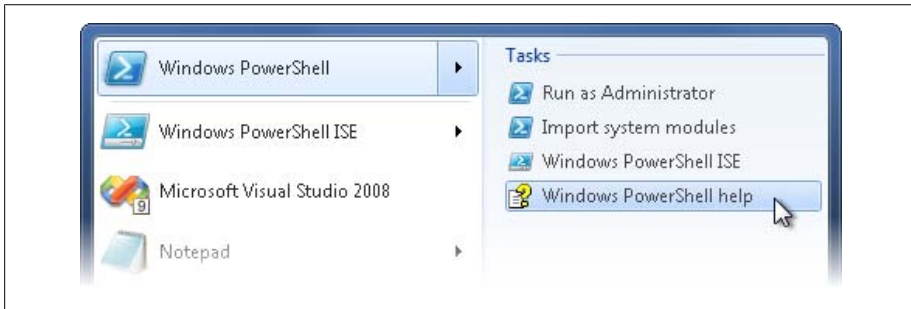 Windows PowerShell
Windows PowerShell ISE
Microsoft Visual Studio 2008
9
Notepad
Tasks
Run as Administrator
Import system modules
Windows PowerShell ISE
Windows PowerShell help